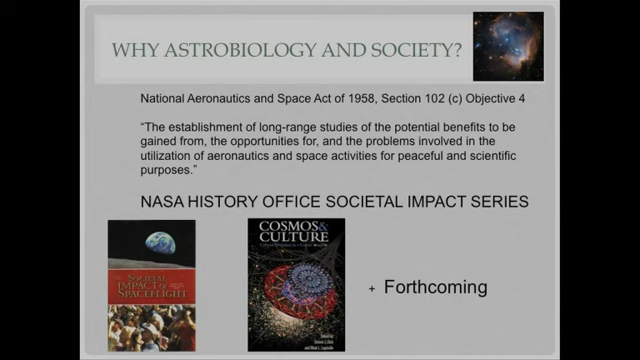 WHY ASTROBIOLOGY AND SOCIETY?
National Aeronautics and Space Act of 1958, Section 102 (c) Objective 4
“The establishment of long-range studies of the potential benefits to be
gained from, the opportunities for, and the problems involved in the
utilization of aeronautics and space activities for peaceful and scientific
purposes.”
NASA HISTORY OFFICE SOCIETAL IMPACT SERIES
SOCIETAL
IMPACT OF
SPACEFLIGHT
COSMOS &
CULTURE
+ Forthcoming